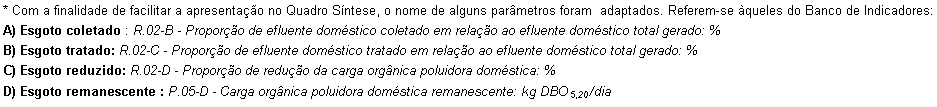 * Com a finalidade de facilitar a apresentação no Quadro Síntese, o nome de alguns parâmetros foram adaptados. Referem-se àqueles do Banco de Indicadores:
A) Esgoto coletado : R.02-B - Proporção de efluente doméstico coletado em relação ao efluente doméstico total gerado: %
B) Esgoto tratado: R.02-C - Proporção de efluente doméstico tratado em relação ao efluente doméstico total gerado: %
C) Esgoto reduzido: R.02-D - Proporção de redução da carga orgânica poluidora doméstica: %
D) Esgoto remanescente : P.05-D - Carga orgânica poluidora doméstica remanescente: kg DBO5,20/dia